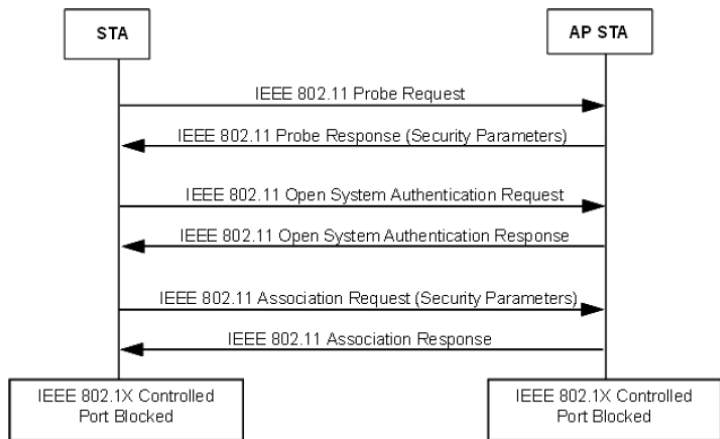 STA
AP STA
IEEE 802.11 Probe Request
IEEE 802.11 Probe Response (Security Parameters)
IEEE 802.11 Open System Authentication Request
IEEE 802.11 Open System Authentication Response
IEEE 802.11 Association Request (Security Parameters)
IEEE 802.11 Association Response
IEEE 802.1X Controlled
Port Blocked
IEEE 802.1X Controlled
Port Blocked